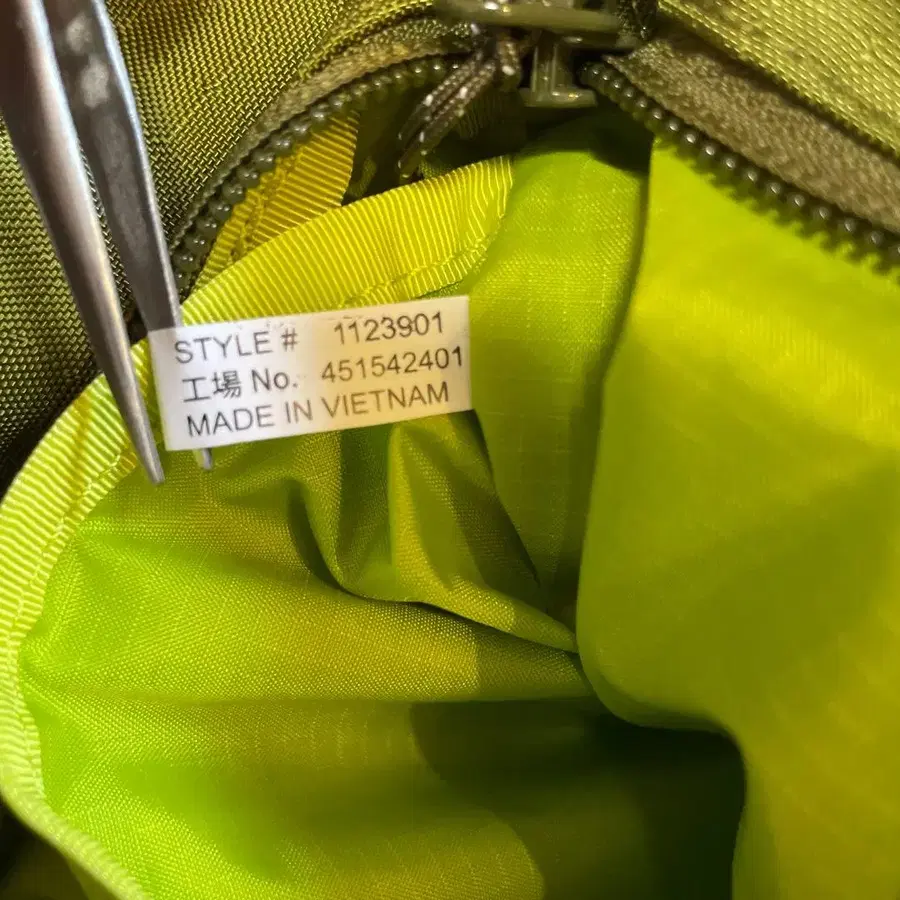 STYLE # 1123901
工場 No. 451542401
MADE IN VIETNAM